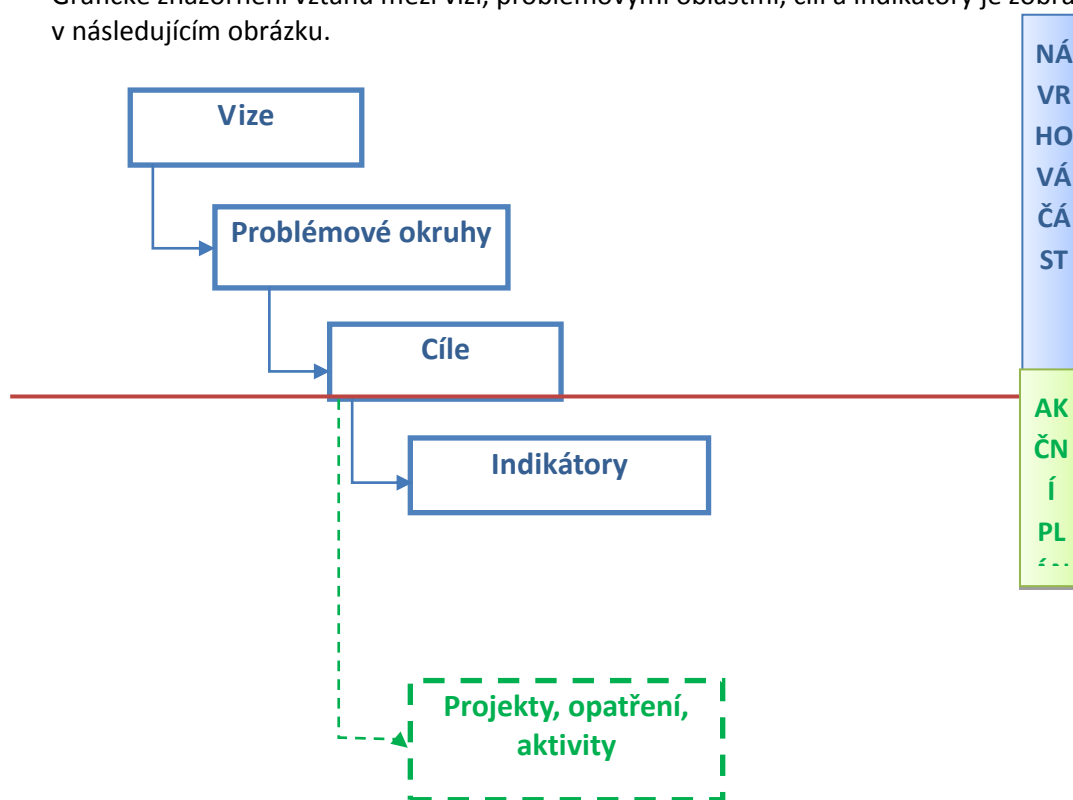 v následujícím obrázku.
NÁ
VR
HO
VÁ
ČÁ
ST
Vize
Problémové okruhy
Cíle
AK
ČN
Í
PL
Indikátory
Projekty, opatření,
aktivity